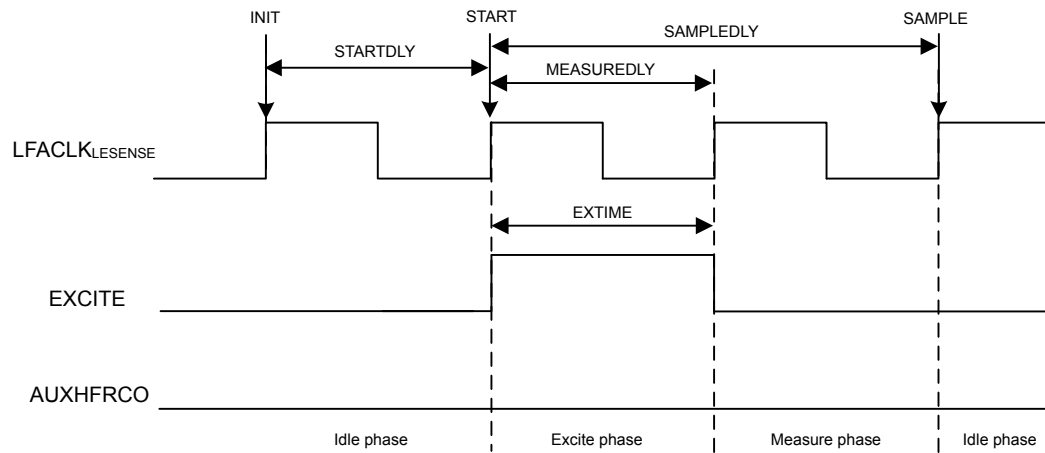 INIT
START
SAMPLE
STARTDLY
SAMPLEDLY
MEASUREDLY
LFACLKLESENSE
EXTIME
EXCITE
AUXHFRCO
Idle phase
Excite phase
Measure phase
Idle phase